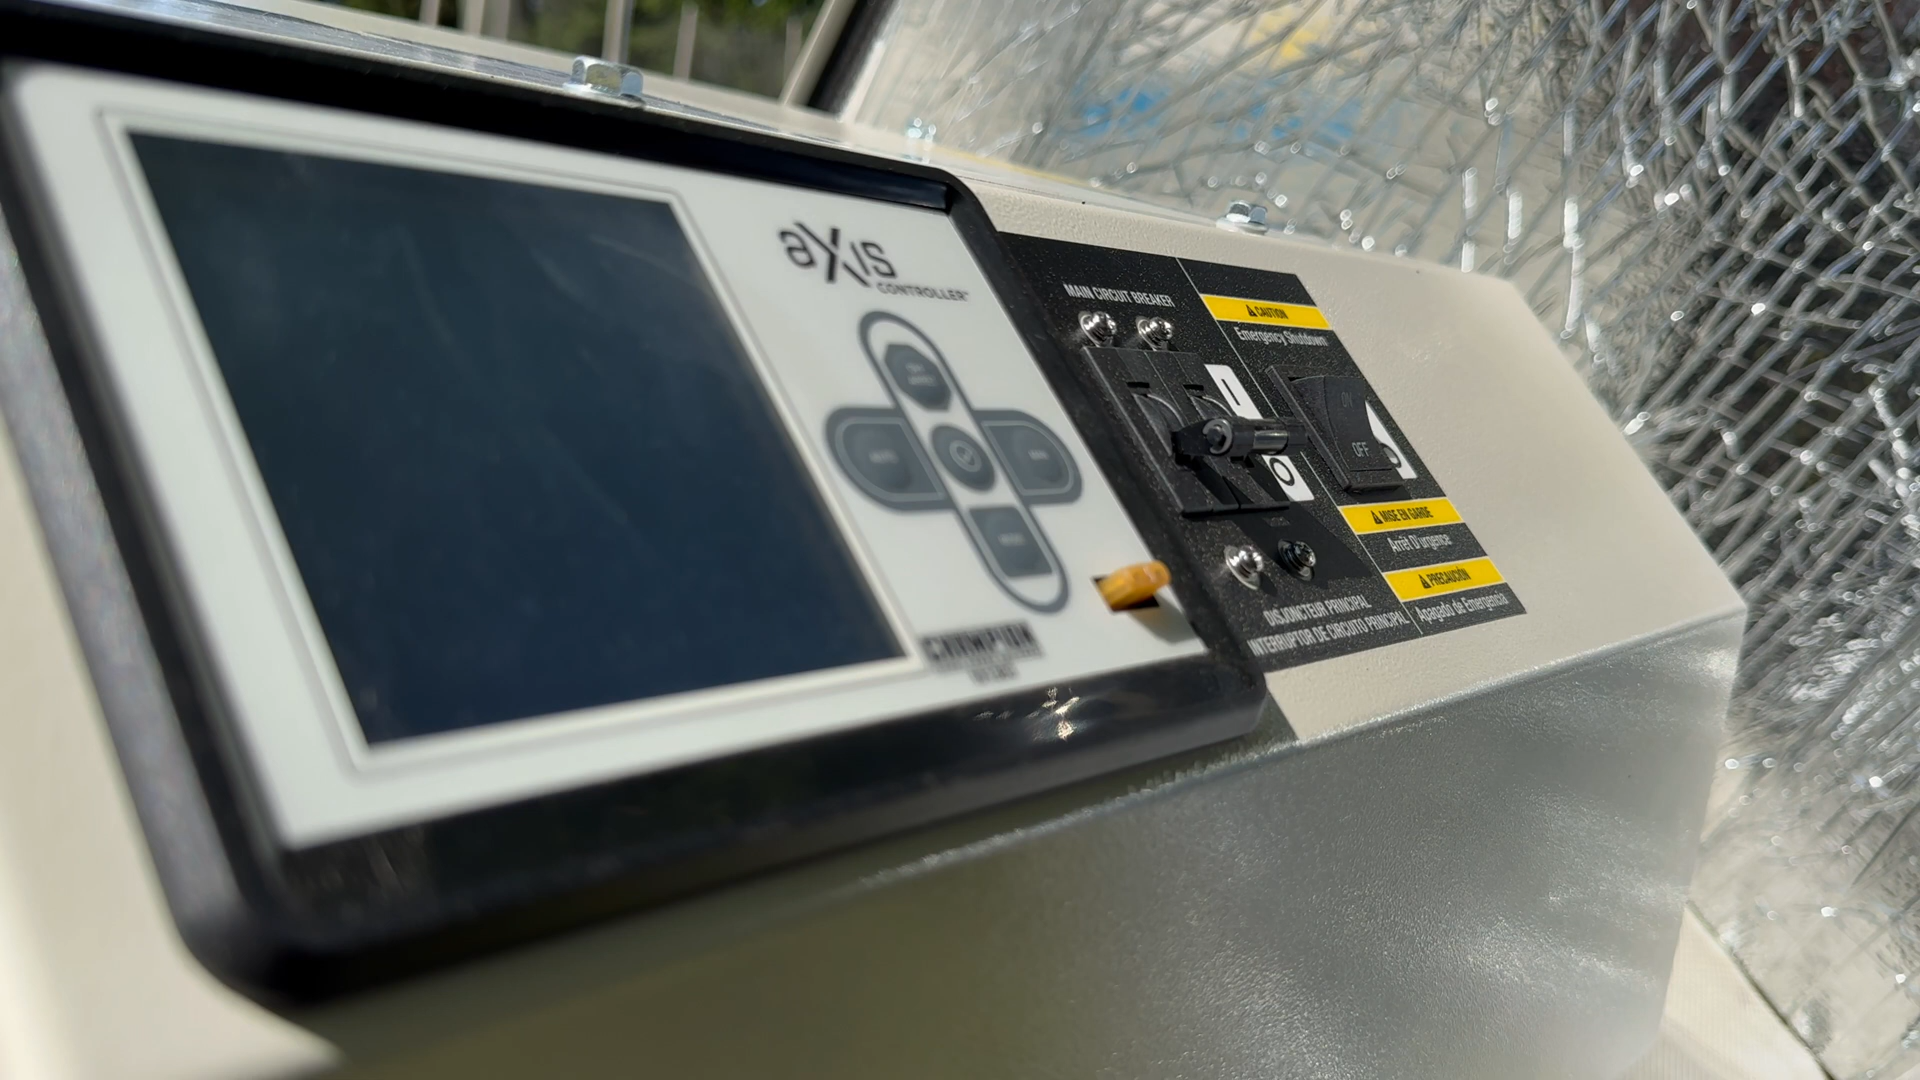 aXis
CONTROLLER™
CHAMPION
MAIN CIRCUIT BREAKER
I
O
DISJONCTEUR PRINCIPAL
INTERRUPTOR DE CIRCUITO PRINCIPAL
CAUTION
Emergency Shutdown
ON
OFF
MISE EN GARDE
Arrêt D'urgence
PRECAUCIÓN
Apagado de Emergencia